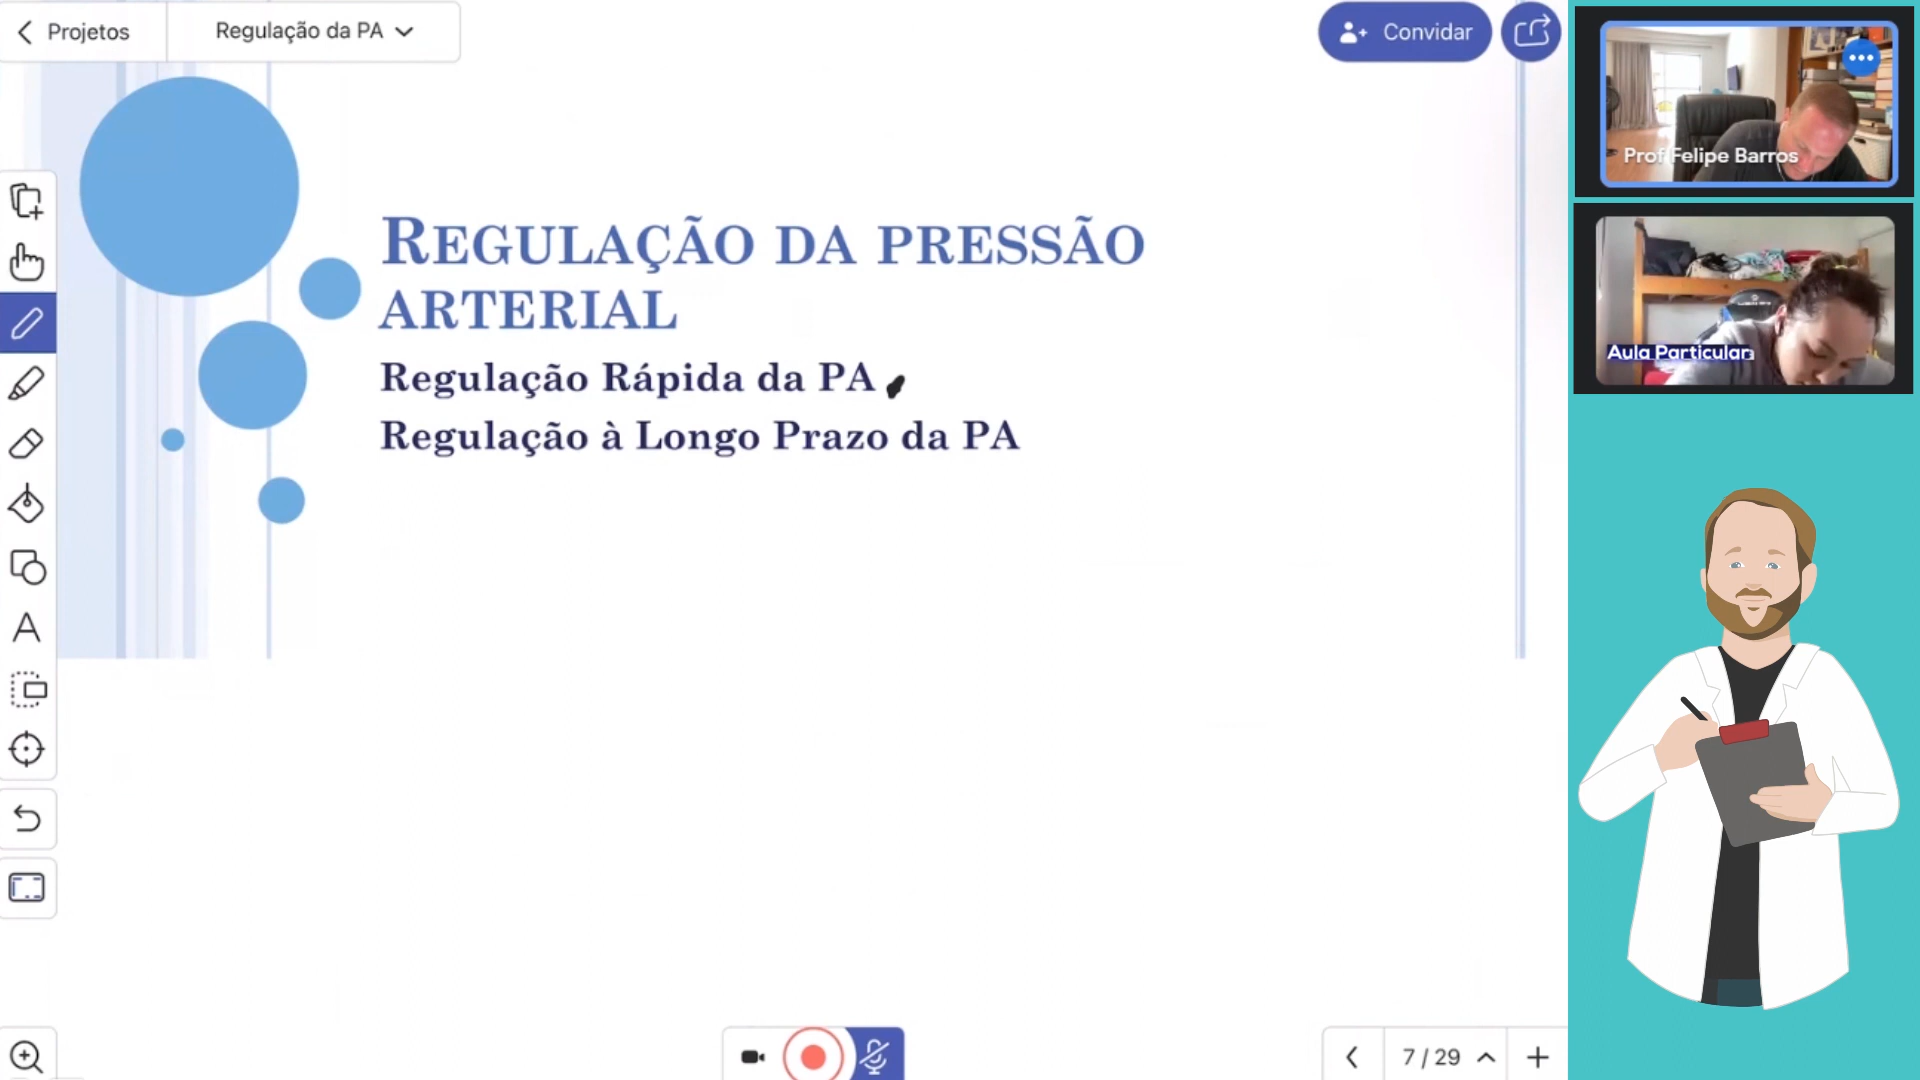 Projetos
Regulação da PA
Convidar
Prof Felipe Barros
Aula Particular
REGULAÇÃO DA PRESSÃO
ARTERIAL
Regulação Rápida da PA
Regulação à Longo Prazo da PA
7 / 29